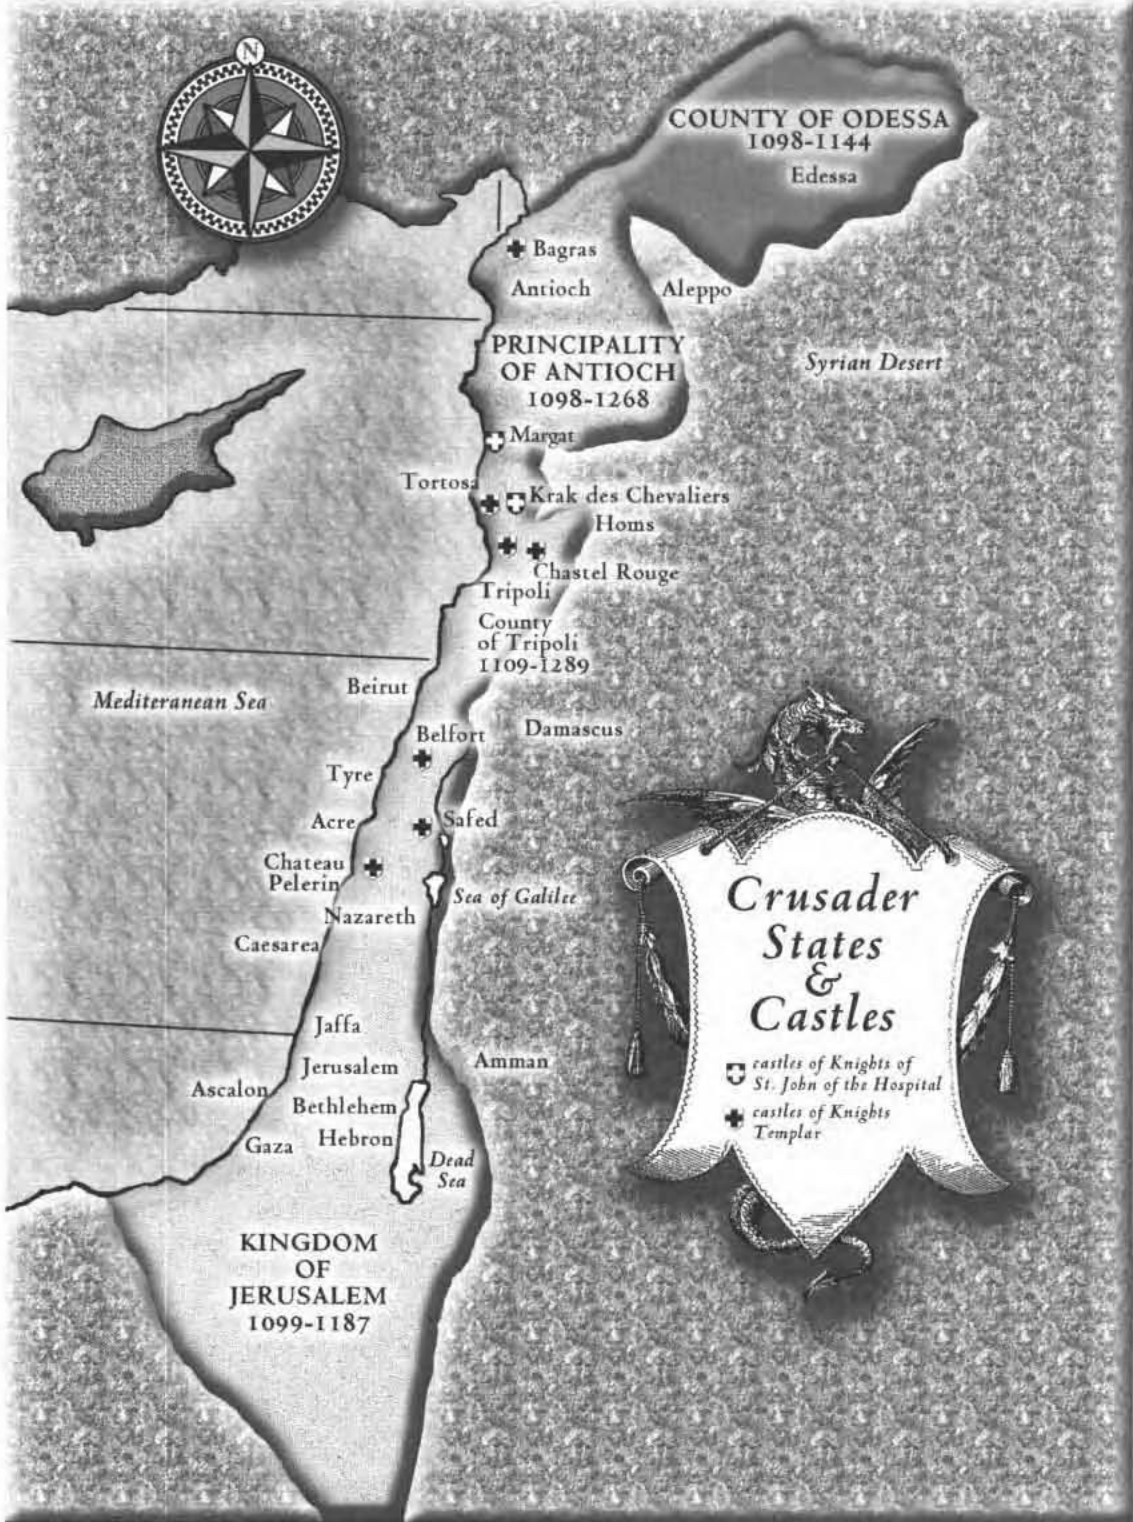 N
COUNTY OF ODESSA
1098-1144
Edessa
Bagras
Antioch
Aleppo
PRINCIPALITY
OF ANTIOCH
1098-1268
Syrian Desert
Margat
Tortosa
Krak des Chevaliers
Homs
Chastel Rouge
Tripoli
County
of Tripoli
1109-1289
Beirut
Mediteranean Sea
Belfort
Damascus
Tyre
Acre
Safed
Chateau
Pelerin
Sea of Galilee
Nazareth
Caesarea
Jaffa
Jerusalem
Amman
Ascalon
Bethlehem
Hebron
Gaza
Dead
Sea
KINGDOM
OF
JERUSALEM
1099-1187
Crusader
States
&
Castles
castles of Knights of
St. John of the Hospital
castles of Knights
Templar